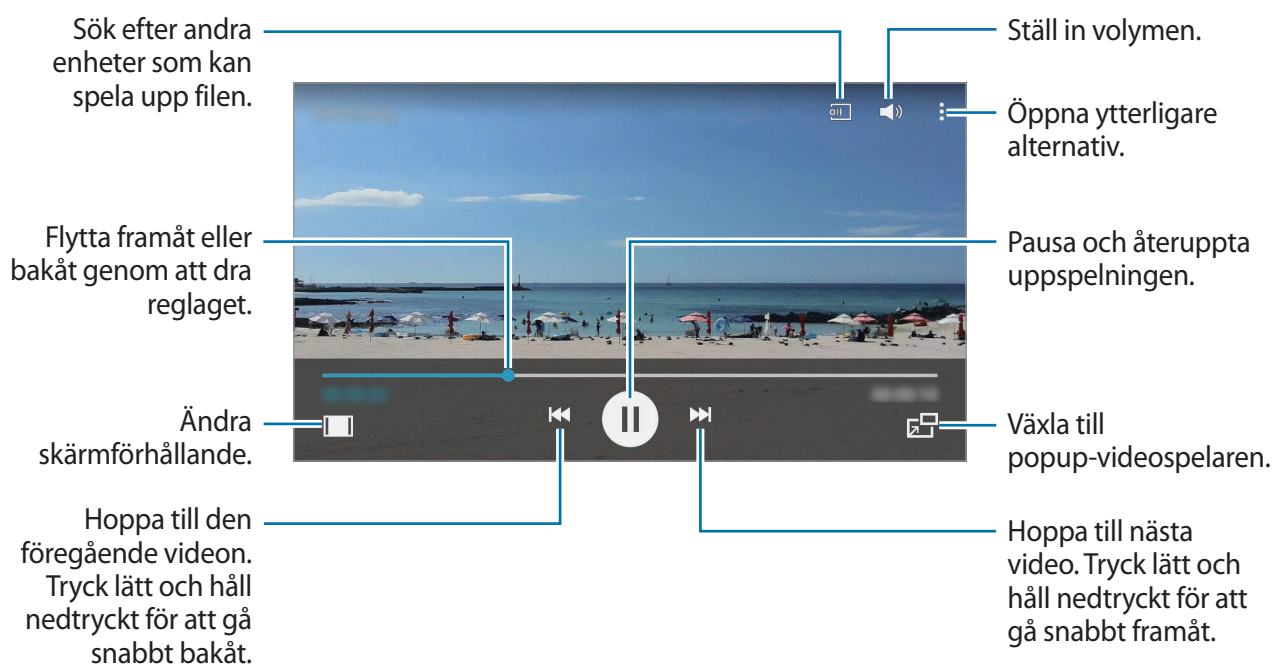 Sök efter andra
enheter som kan
spela upp filen.
Ställ in volymen.
Öppna ytterligare
alternativ.
Flytta framåt eller
bakåt genom att dra
reglaget.
Pausa och återuppta
uppspelningen.
Ändra
skärmförhållande.
Växla till
popup-videospelaren.
Hoppa till den
föregående videon.
Tryck lätt och håll
nedtryckt för att gå
snabbt bakåt.
Hoppa till nästa
video. Tryck lätt och
håll nedtryckt för att
gå snabbt framåt.